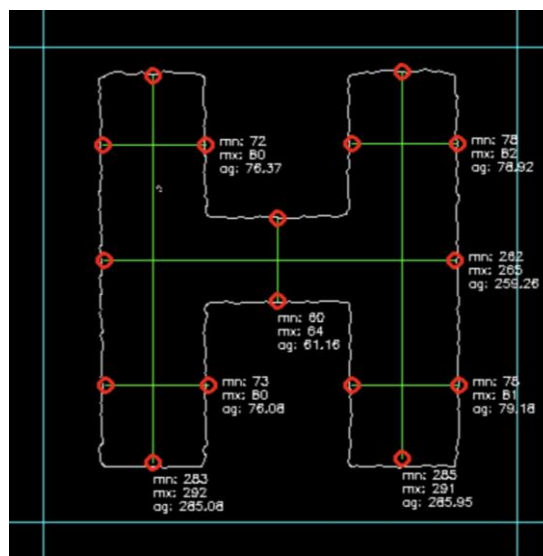 mn: 72
mx: 80
ag: 76.37
mn: 78
mx: 82
ag: 78.92
mn:
mx: 265
ag: 259.26
mn: 60
mx: 64
ag: 61.16
mn: 73
mx: 80
ag: 76.08
mn:
mx: 81
ag: 79.18
mn: 283
mx: 292
ag: 285.08
mn: 285
mx: 291
ag: 285.95